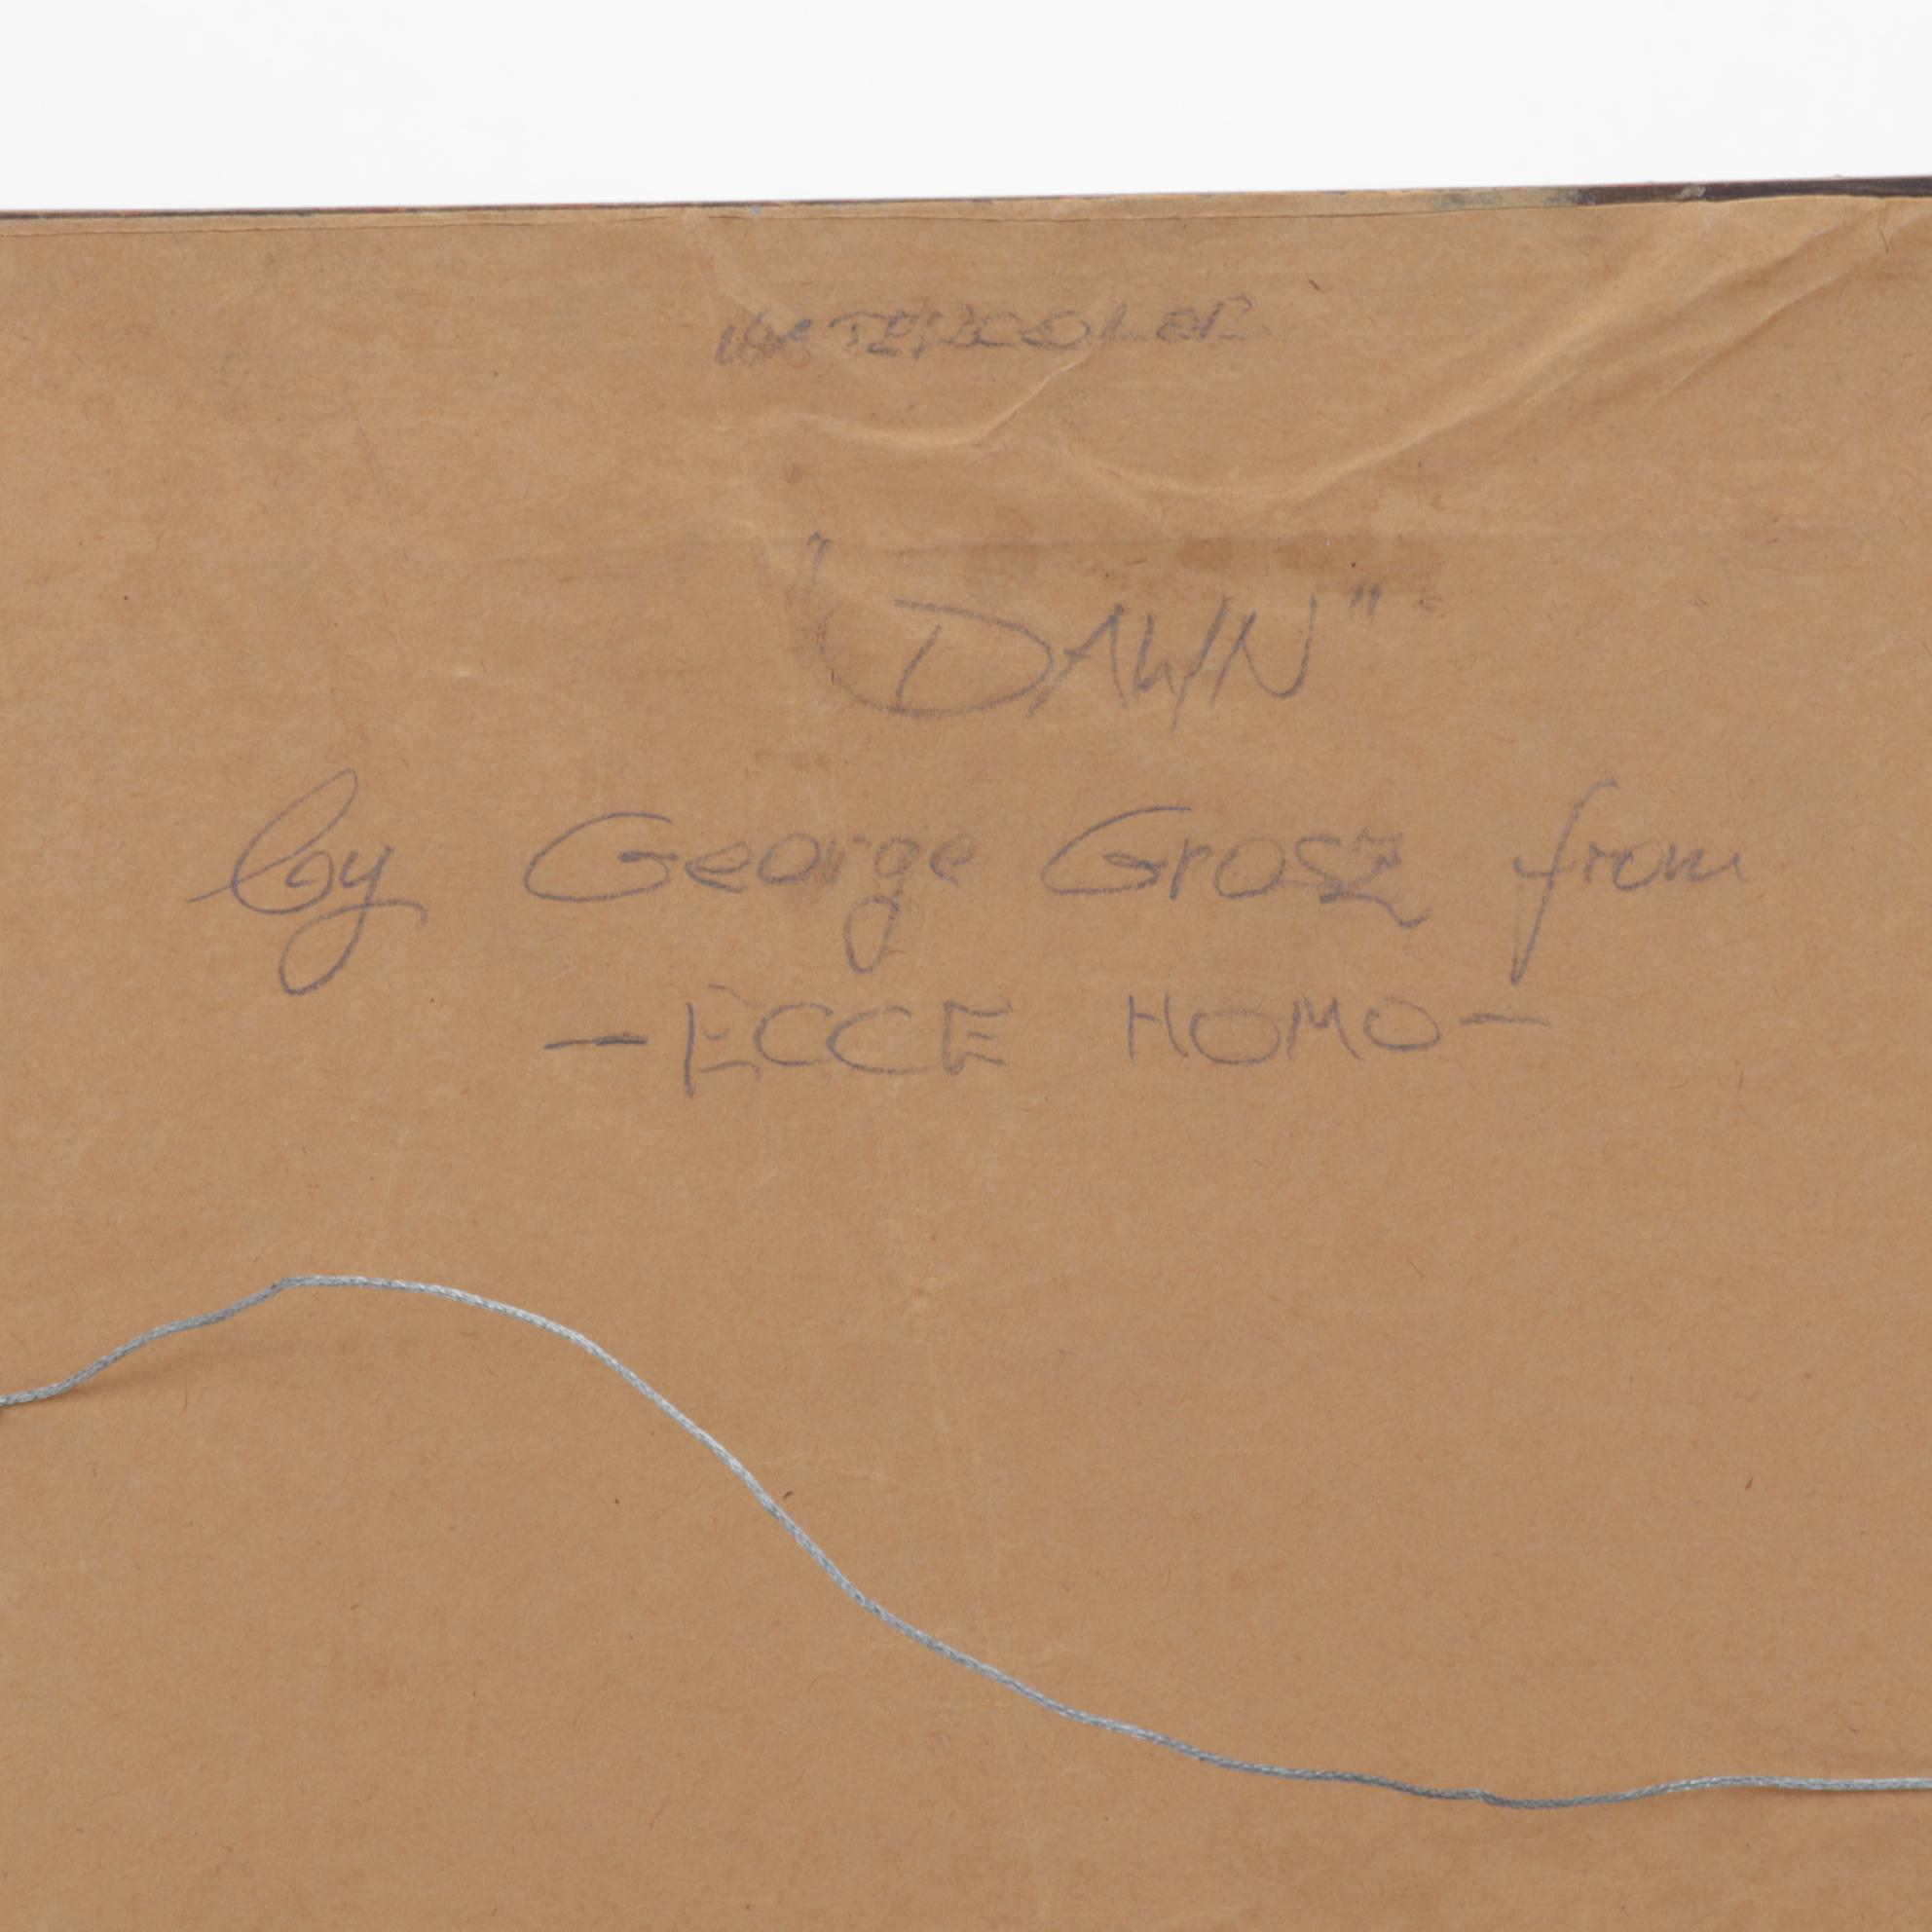 WATERCOLOR
"DAWN"
by George Grosz from
- ECCE HOMO -